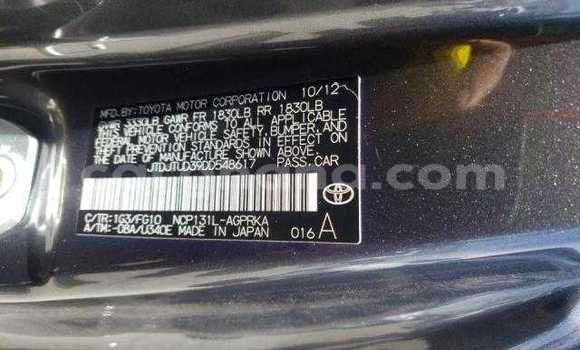 MFD.BY:TOYOTA MOTOR CORPORATION 10/12
GVWR 3330LB GAWR FR 1830LB RR 1830LB
THIS VEHICLE CONFORMS TO ALL APPLICABLE
FEDERAL MOTOR VEHICLE SAFETY, BUMPER, AND
THEFT PREVENTION STANDARDS IN EFFECT ON
THE DATE OF MANUFACTURE SHOWN ABOVE.
JTDJTUD39DD548617 PASS.CAR
C/TR:1G3/FG10 NCP131L-AGPRKA
A/TM:-08A/U340E MADE IN JAPAN 016A